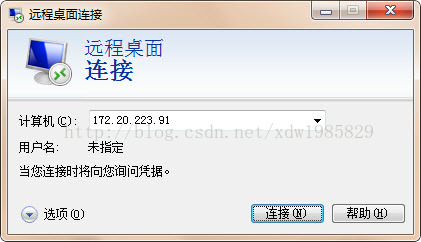 远程桌面连接
远程桌面
连接
计算机(C): 172.20.223.91
http://blog.csdn.net/xdwl985829
用户名: 未指定
当您连接时将向您询问凭据。
选项(O) 连接(N) 帮助(H)